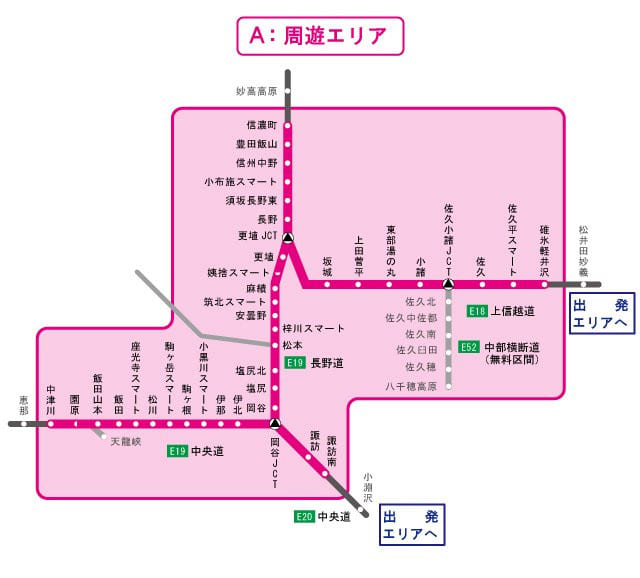 A：周遊エリア
妙高高原
信濃町
豊田飯山
信州中野
小布施スマート
須坂長野東
長野
更埴JCT
更埴
姨捨スマート
麻績
筑北スマート
安曇野
梓川スマート
松本
E19 長野道
塩尻北
塩尻
岡谷
坂城
上田菅平
東部湯の丸
小諸
佐久小諸JCT
佐久
佐久平スマート
碓氷軽井沢
松井田妙義
出発
エリアへ
佐久北
佐久中佐都
佐久南
佐久臼田
佐久穂
八千穂高原
E18 上信越道
E52 中部横断道
（無料区間）
恵那
中津川
園原
飯田山本
飯田
座光寺スマート
松川
駒ヶ岳スマート
駒ヶ根
小黒川スマート
伊那
伊北
天龍峡
E19 中央道
岡谷JCT
諏訪
諏訪南
小淵沢
E20 中央道
出発
エリアへ